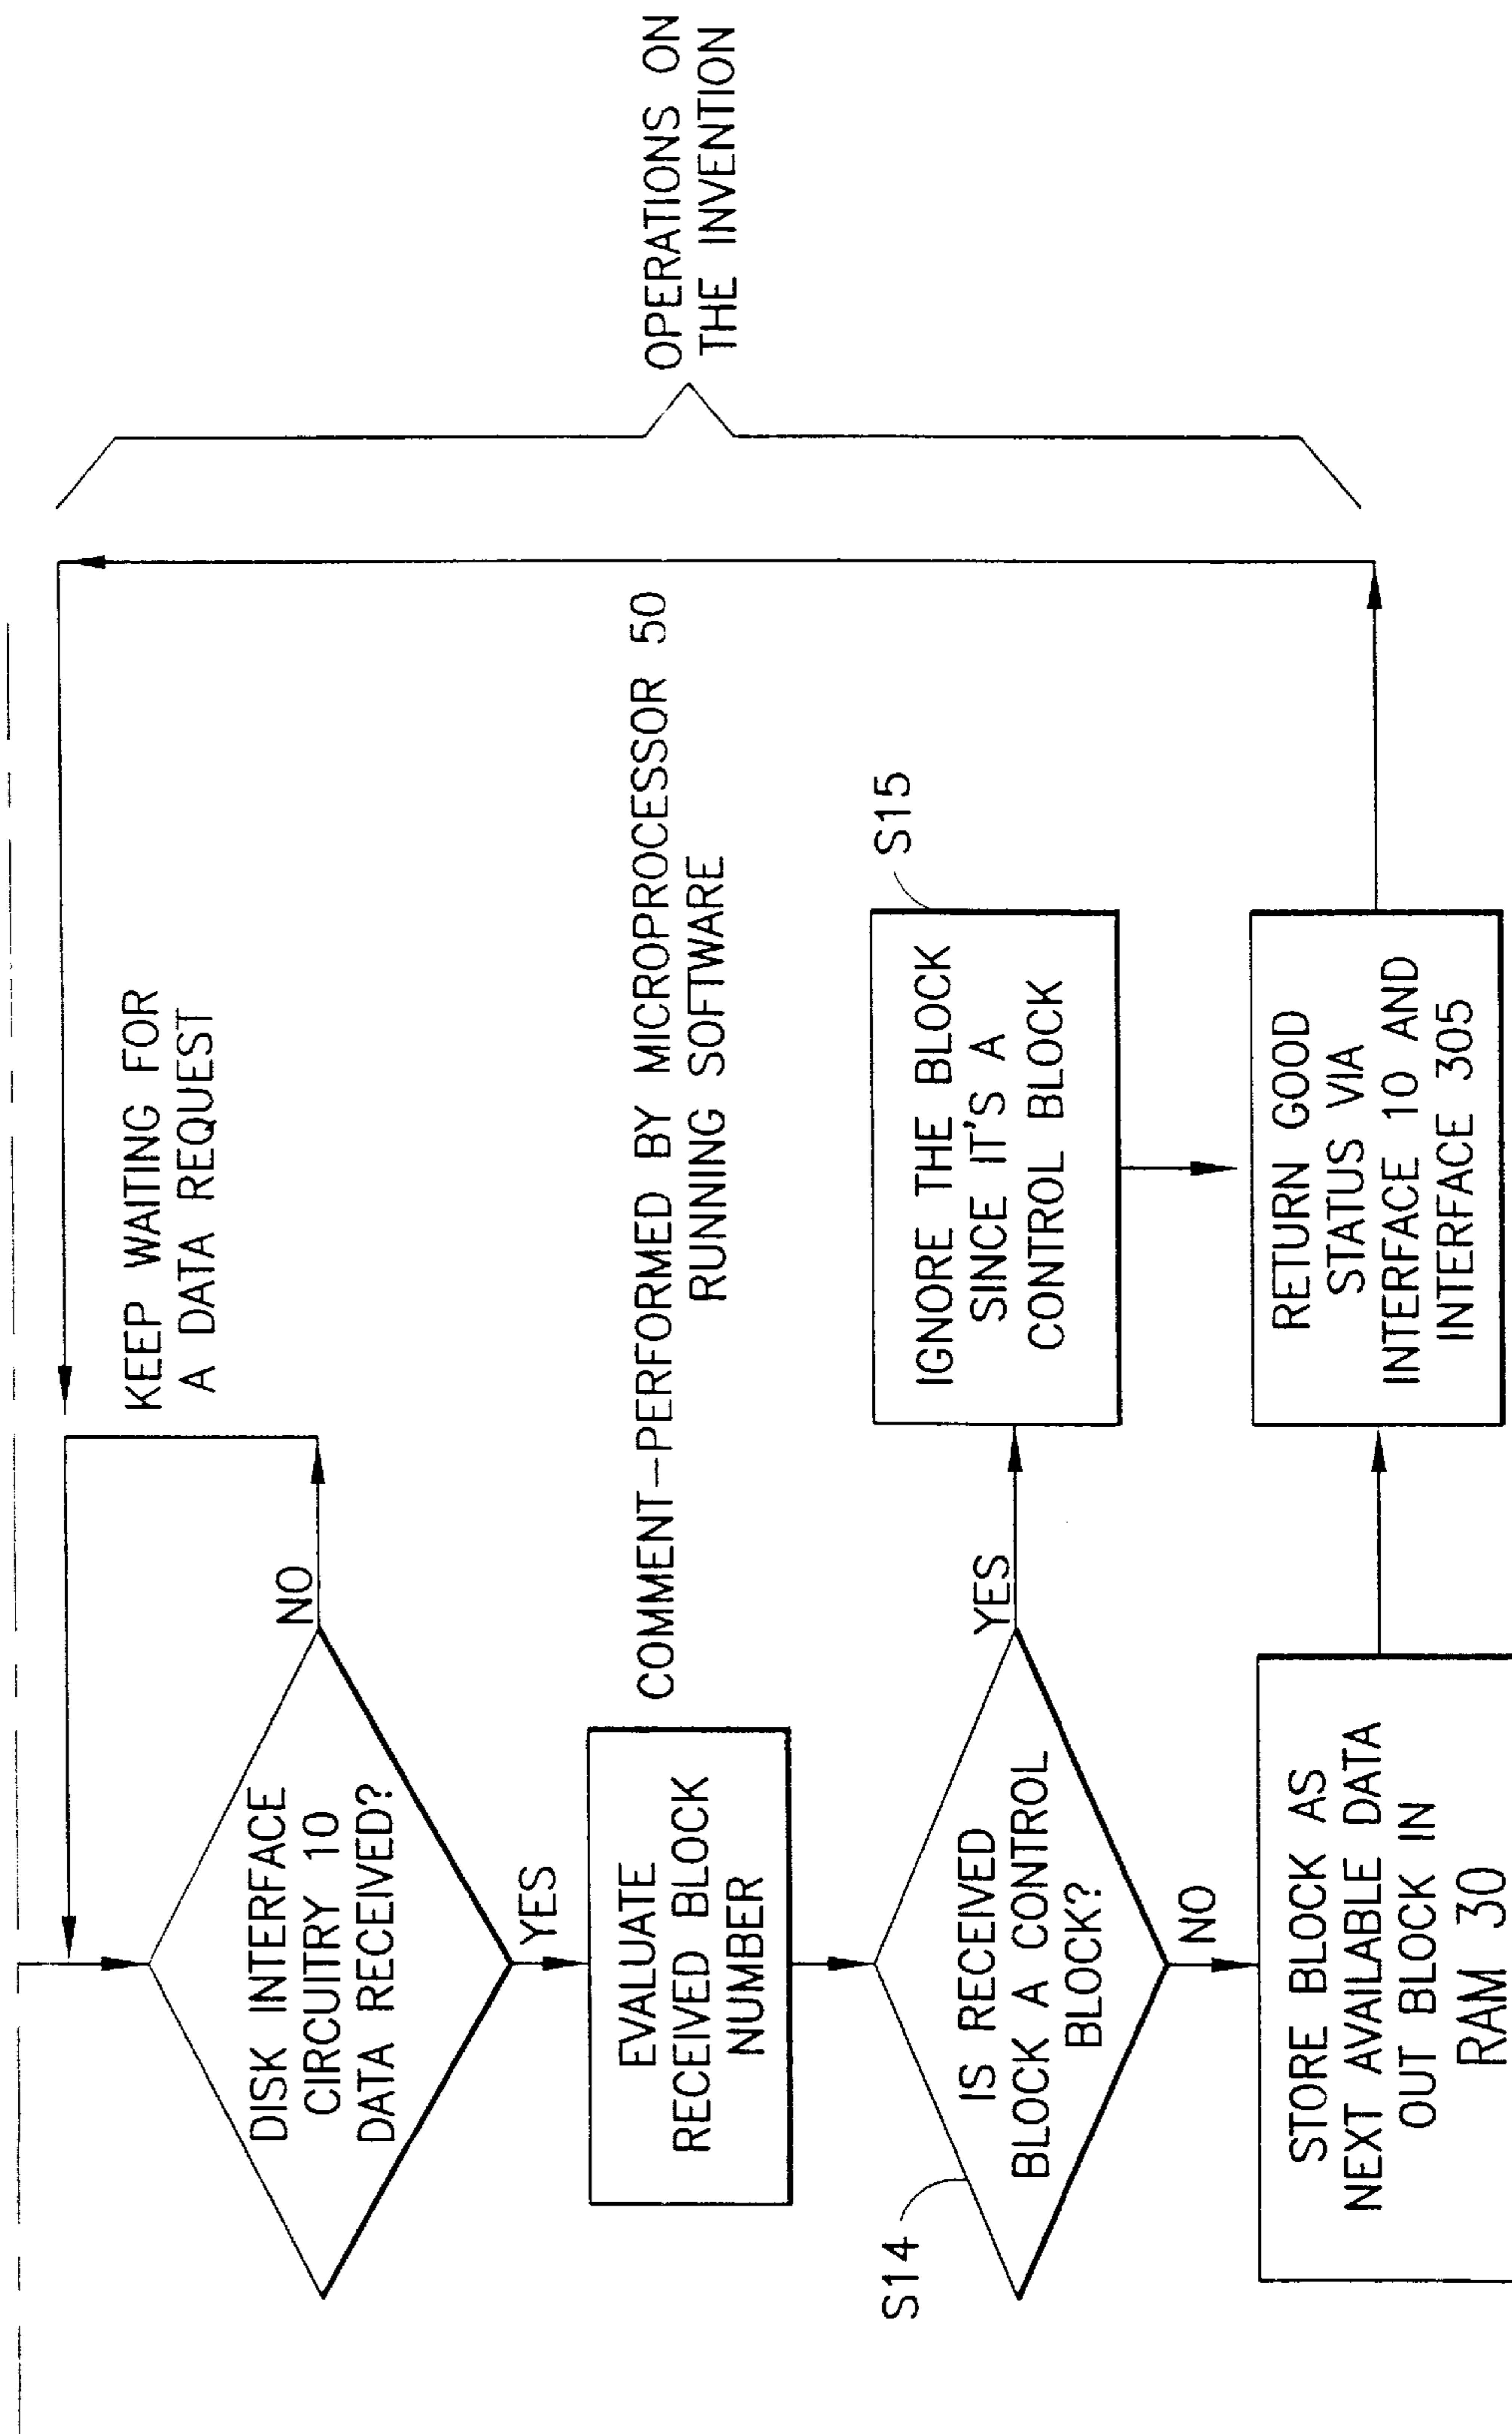 KEEP WAITING FOR
A DATA REQUEST
DISK INTERFACE
CIRCUITRY 10
DATA RECEIVED?
NO
YES
EVALUATE
RECEIVED BLOCK
NUMBER
COMMENT-PERFORMED BY MICROPROCESSOR 50
RUNNING SOFTWARE
OPERATIONS ON
THE INVENTION
S14
IS RECEIVED
BLOCK A CONTROL
BLOCK?
YES
NO
IGNORE THE BLOCK
SINCE IT'S A
CONTROL BLOCK
S15
STORE BLOCK AS
NEXT AVAILABLE DATA
OUT BLOCK IN
RAM 30
RETURN GOOD
STATUS VIA
INTERFACE 10 AND
INTERFACE 305